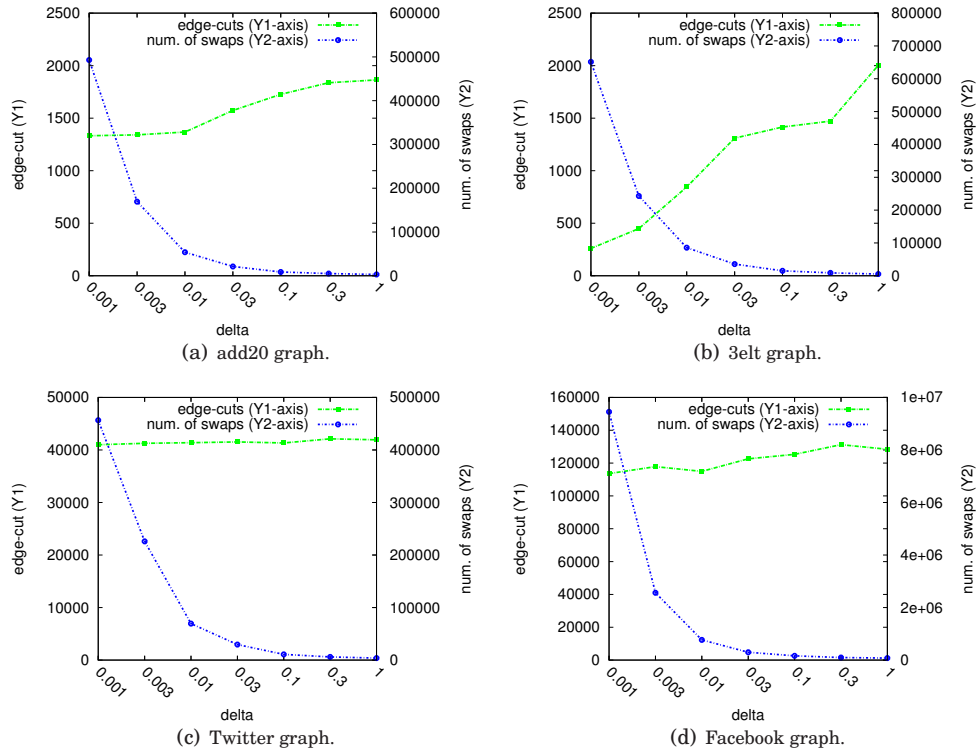 edge-cuts (Y1-axis)
num. of swaps (Y2-axis)
2500
2000
1500
1000
500
0
edge-cut (Y1)
600000
500000
400000
300000
200000
100000
0
num. of swaps (Y2)
0.001
0.003
0.01
0.03
0.1
0.3
1
delta
(a) add20 graph.
edge-cuts (Y1-axis)
num. of swaps (Y2-axis)
2500
2000
1500
1000
500
0
edge-cut (Y1)
800000
700000
600000
500000
400000
300000
200000
100000
0
num. of swaps (Y2)
0.001
0.003
0.01
0.03
0.1
0.3
1
delta
(b) 3elt graph.
edge-cuts (Y1-axis)
num. of swaps (Y2-axis)
50000
40000
30000
20000
10000
0
edge-cut (Y1)
500000
400000
300000
200000
100000
0
num. of swaps (Y2)
0.001
0.003
0.01
0.03
0.1
0.3
1
delta
(c) Twitter graph.
edge-cuts (Y1-axis)
num. of swaps (Y2-axis)
160000
140000
120000
100000
80000
60000
40000
20000
0
edge-cut (Y1)
1e+07
8e+06
6e+06
4e+06
2e+06
0
num. of swaps (Y2)
0.001
0.003
0.01
0.03
0.1
0.3
1
delta
(d) Facebook graph.